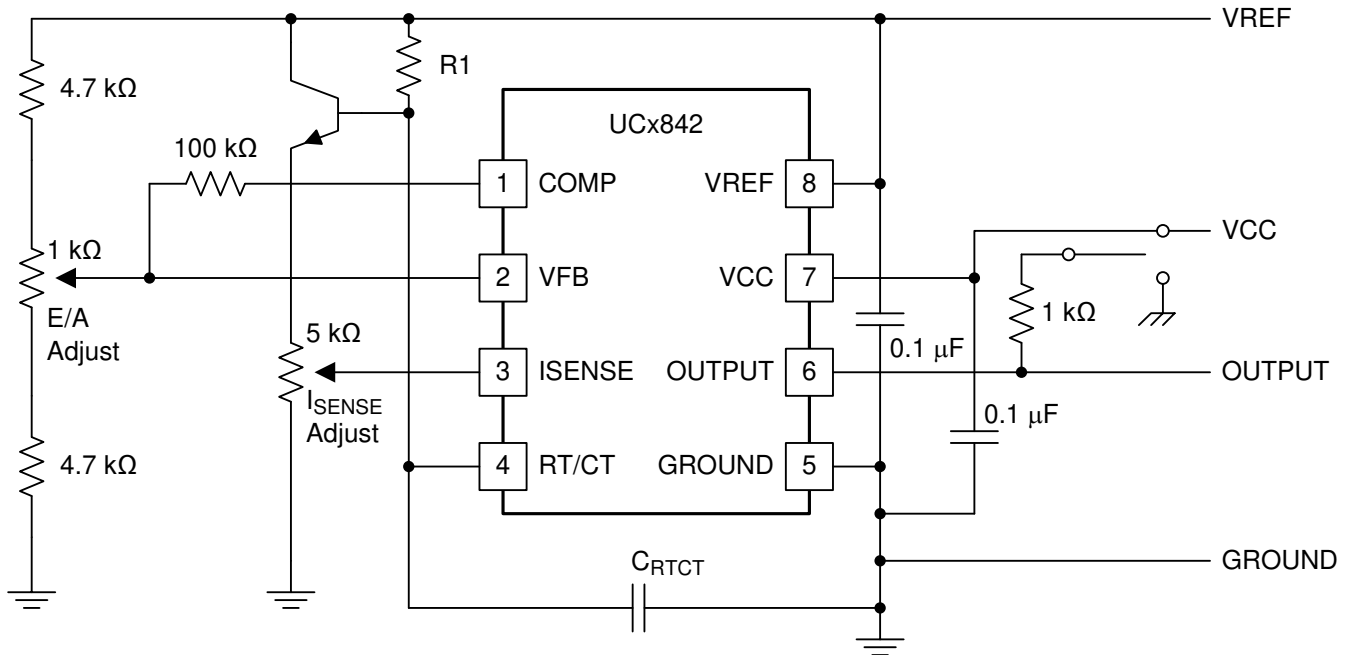 VREF
4.7 kΩ
R1
UCx842
100 kΩ
1 COMP
VREF 8
1 kΩ
E/A
Adjust
2 VFB
VCC 7
VCC
1 kΩ
5 kΩ
0.1 μF
3 ISENSE
OUTPUT 6
OUTPUT
ISENSE
Adjust
0.1 μF
4.7 kΩ
4 RT/CT
GROUND 5
CRTCT
GROUND